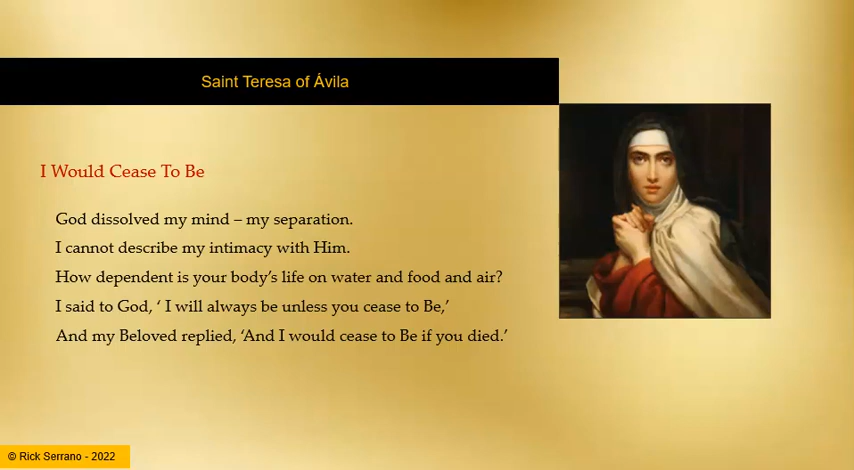 Saint Teresa of Ávila
I Would Cease To Be
God dissolved my mind – my separation.
I cannot describe my intimacy with Him.
How dependent is your body’s life on water and food and air?
I said to God, ‘ I will always be unless you cease to Be,’
And my Beloved replied, ‘And I would cease to Be if you died.’
© Rick Serrano - 2022